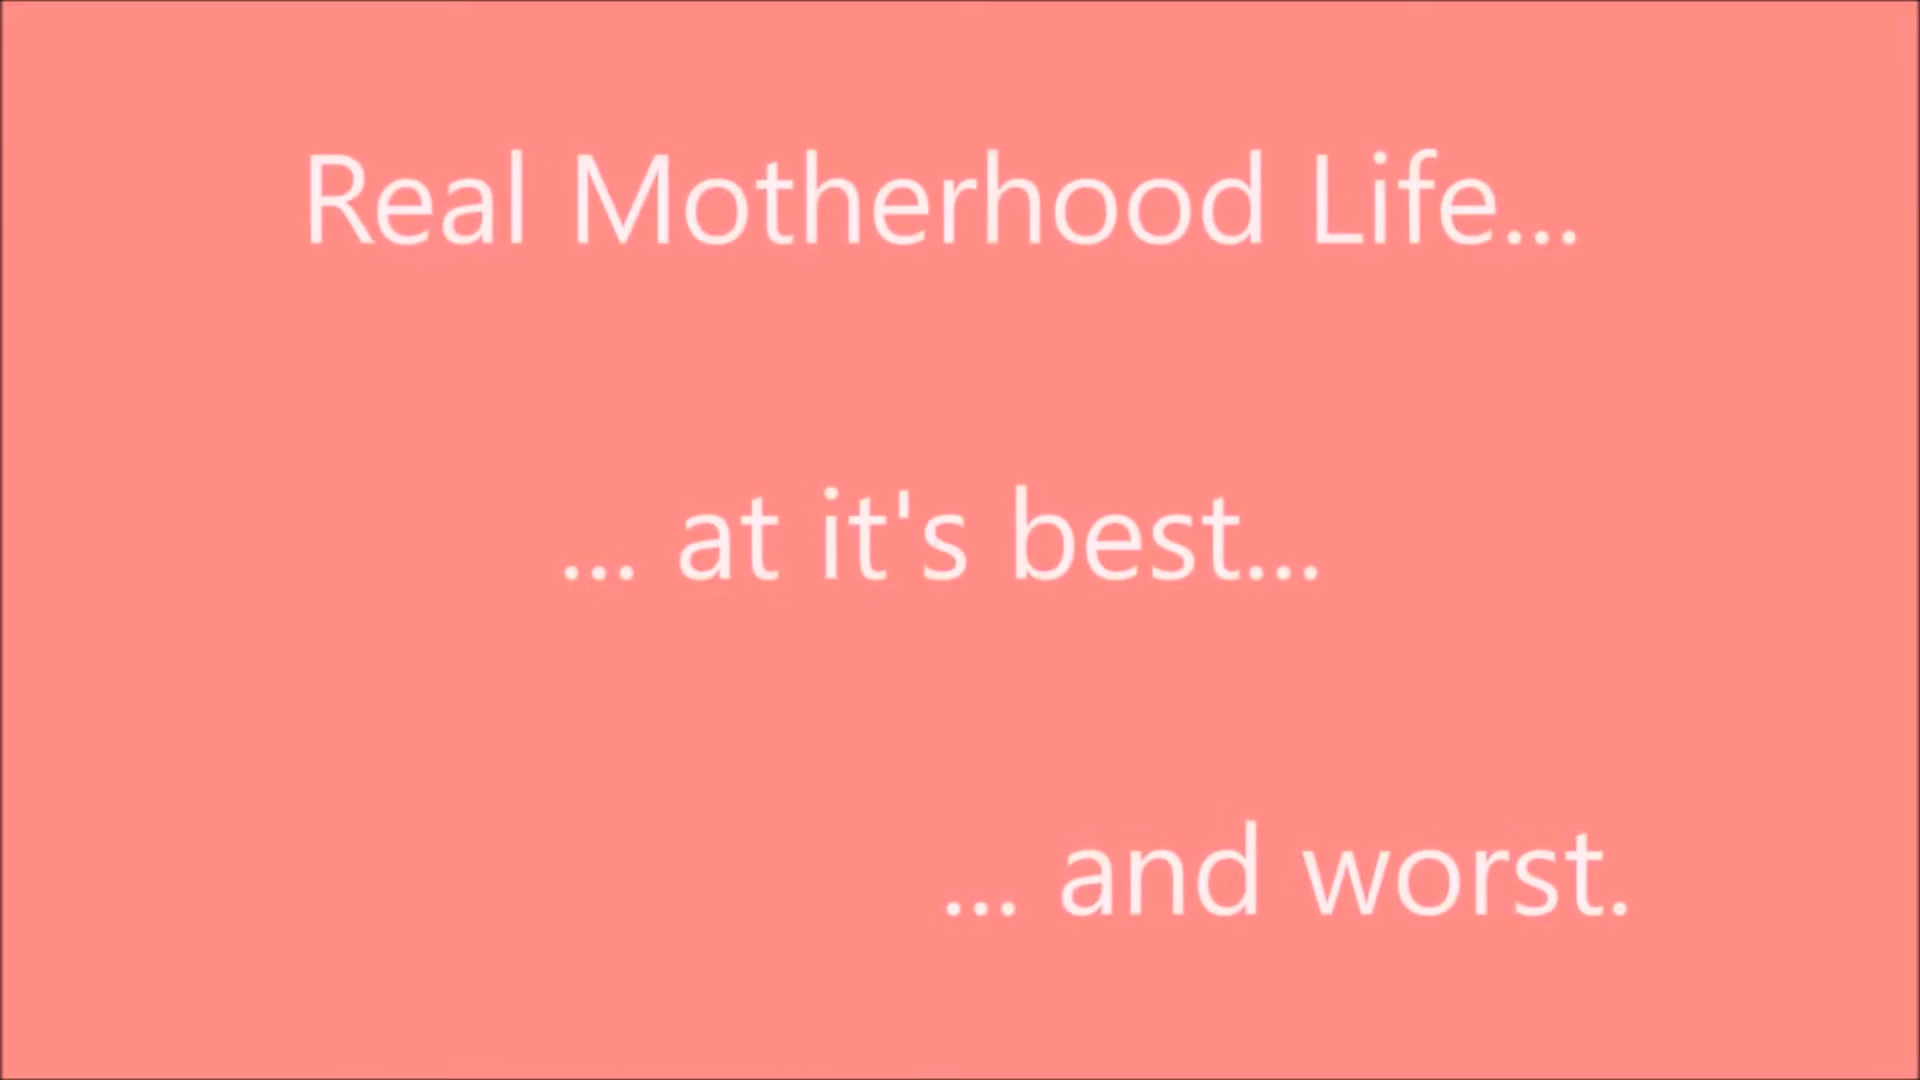 Real Motherhood Life...
... at it's best...
... and worst.